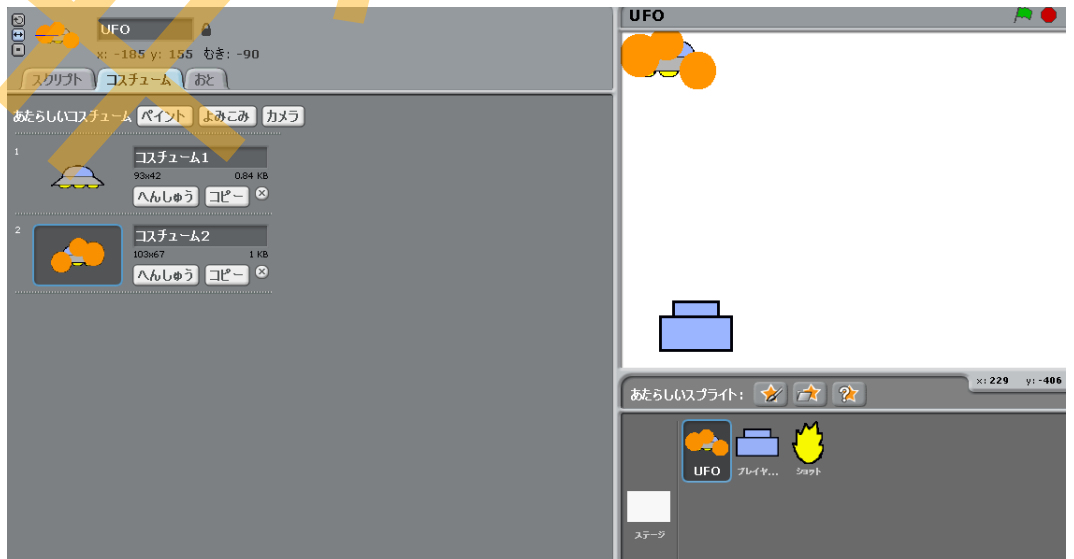 UFO
x: -185 y: 155 むき: -90
スクリプト コスチューム おと
あたらしいコスチューム ペイント よみこみ カメラ
1
コスチューム1
93x42 0.84 KB
へんしゅう コピー
2
コスチューム2
103x67 1 KB
へんしゅう コピー
UFO
x: 229 y: -406
あたらしいスプライト:
UFO プレイヤ... ショット
ステージ